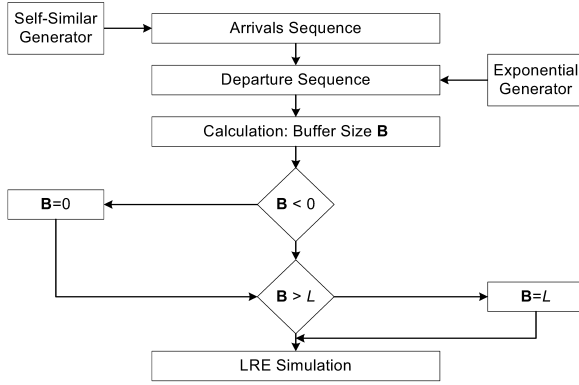 Self-Similar
Generator
Arrivals Sequence
Departure Sequence
Exponential
Generator
Calculation: Buffer Size B
B < 0
B=0
B > L
B=L
LRE Simulation